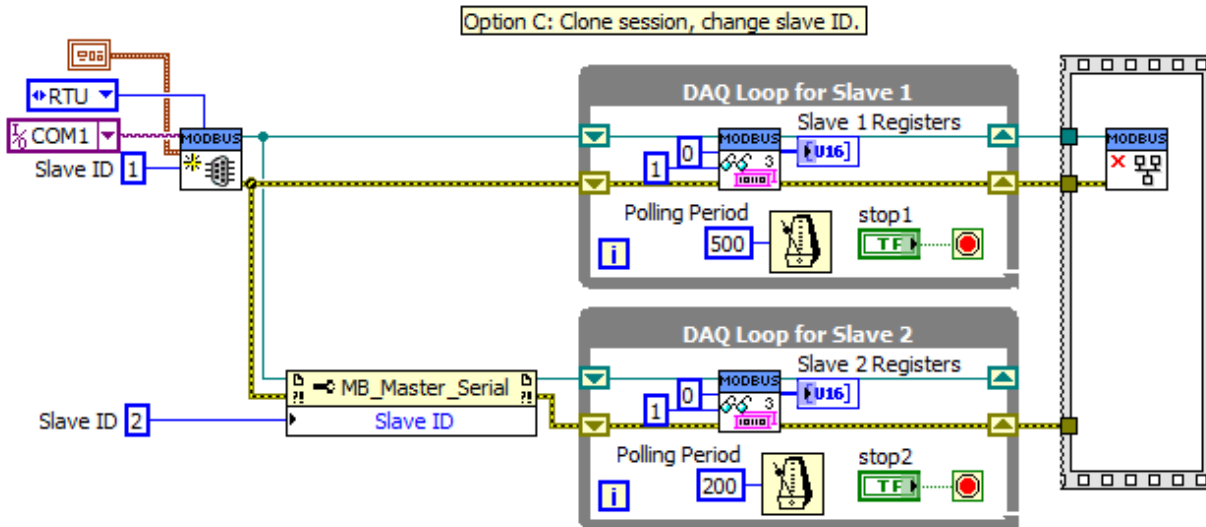 Option C: Clone session, change slave ID.
RTU
COM1
Slave ID 1
MODBUS
DAQ Loop for Slave 1
Slave 1 Registers
MODBUS
0
1
3
[U16]
Polling Period
500
stop1
TF
i
MODBUS
MB_Master_Serial
Slave ID
Slave ID 2
DAQ Loop for Slave 2
Slave 2 Registers
MODBUS
0
1
3
[U16]
Polling Period
200
stop2
TF
i